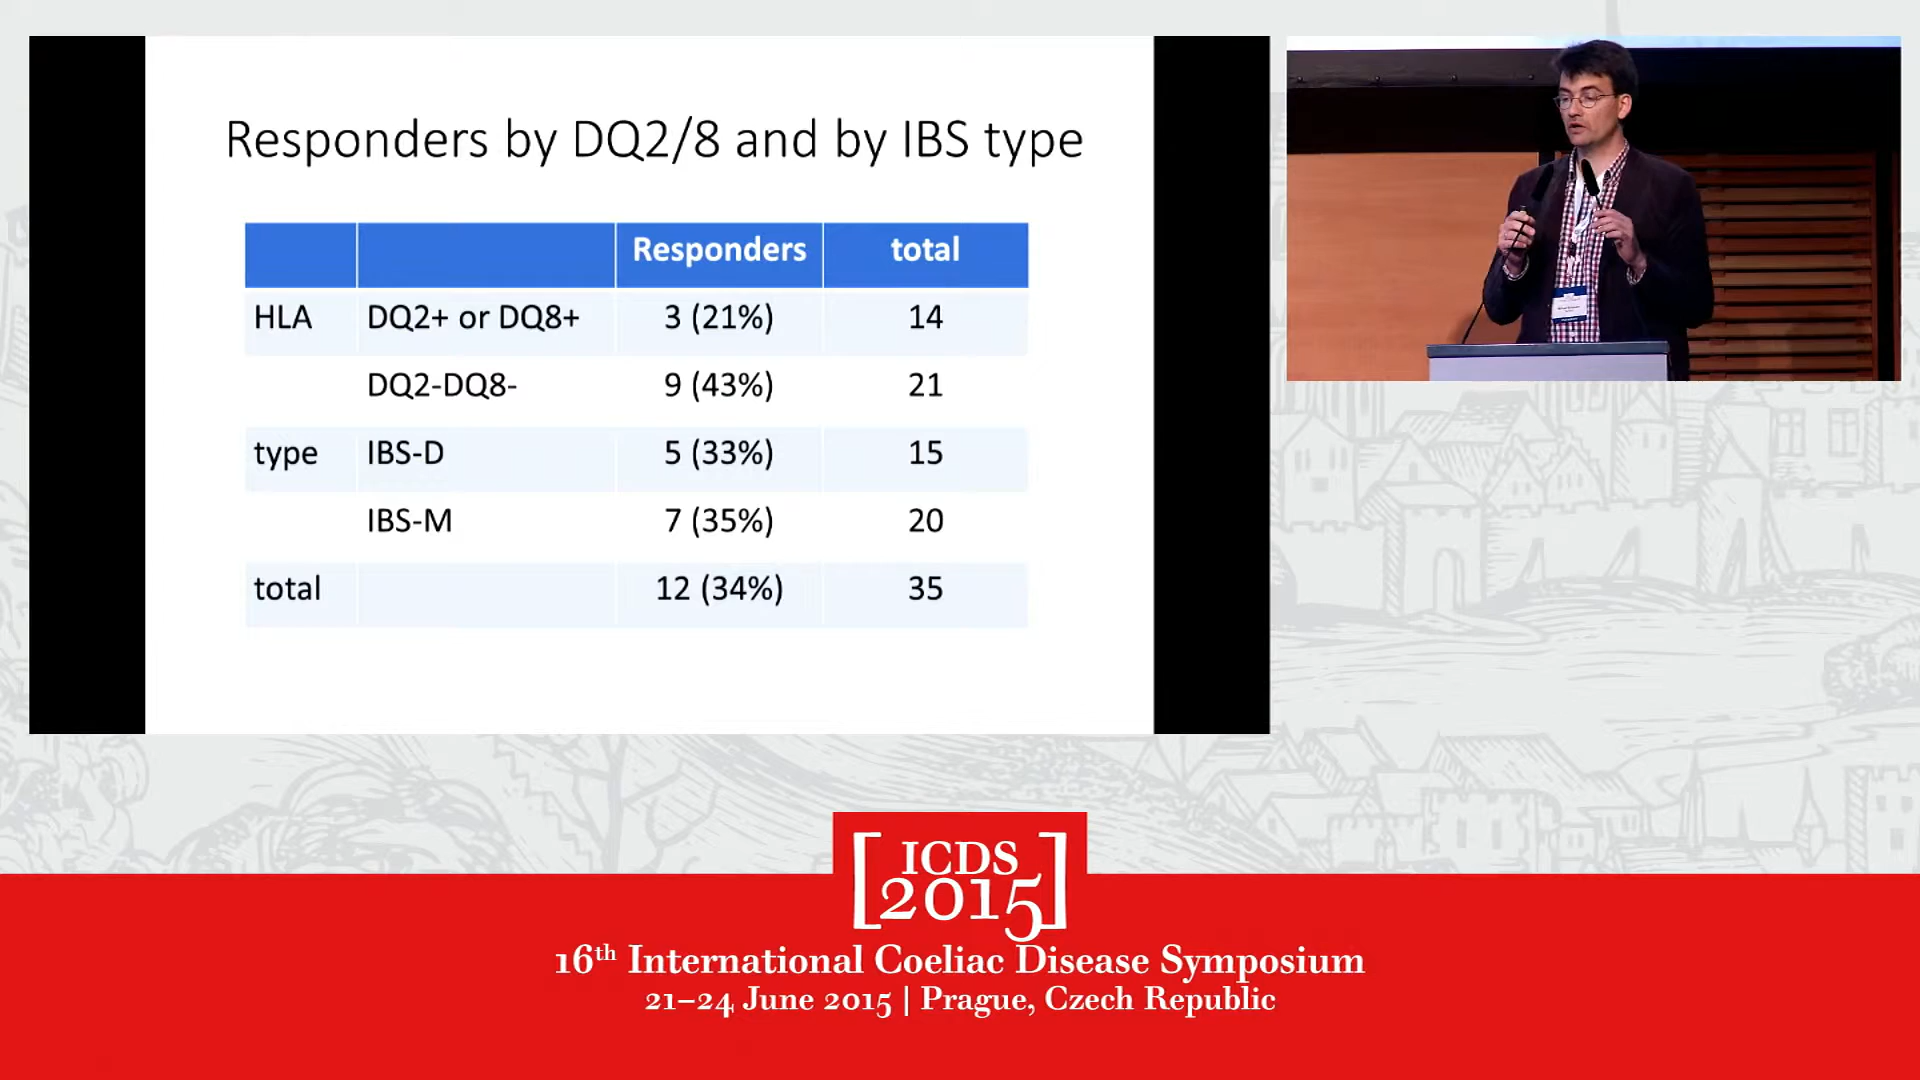 Responders by DQ2/8 and by IBS type
Responders total
HLA DQ2+ or DQ8+ 3 (21%) 14
DQ2-DQ8- 9 (43%) 21
type IBS-D 5 (33%) 15
IBS-M 7 (35%) 20
total 12 (34%) 35
[ICDS
2015]
16th International Coeliac Disease Symposium
21–24 June 2015 | Prague, Czech Republic